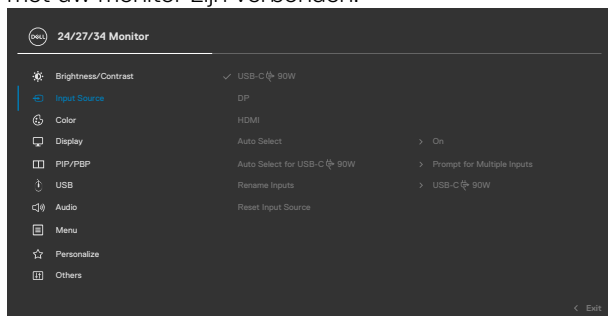 met uw monitor zijn verbonden.
DELL 24/27/34 Monitor
Brightness/Contrast USB-C 90W
Input Source DP
Color HDMI
Display Auto Select On
PIP/PBP Auto Select for USB-C 90W Prompt for Multiple Inputs
USB Rename Inputs USB-C 90W
Audio Reset Input Source
Menu
Personalize
Others
Exit